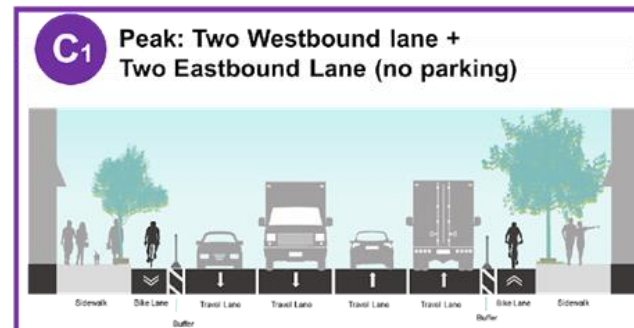 C1
Peak: Two Westbound lane +
Two Eastbound Lane (no parking)
Sidewalk Bike Lane Travel Lane Travel Lane Travel Lane Travel Lane Bike Lane Sidewalk
Buffer Buffer